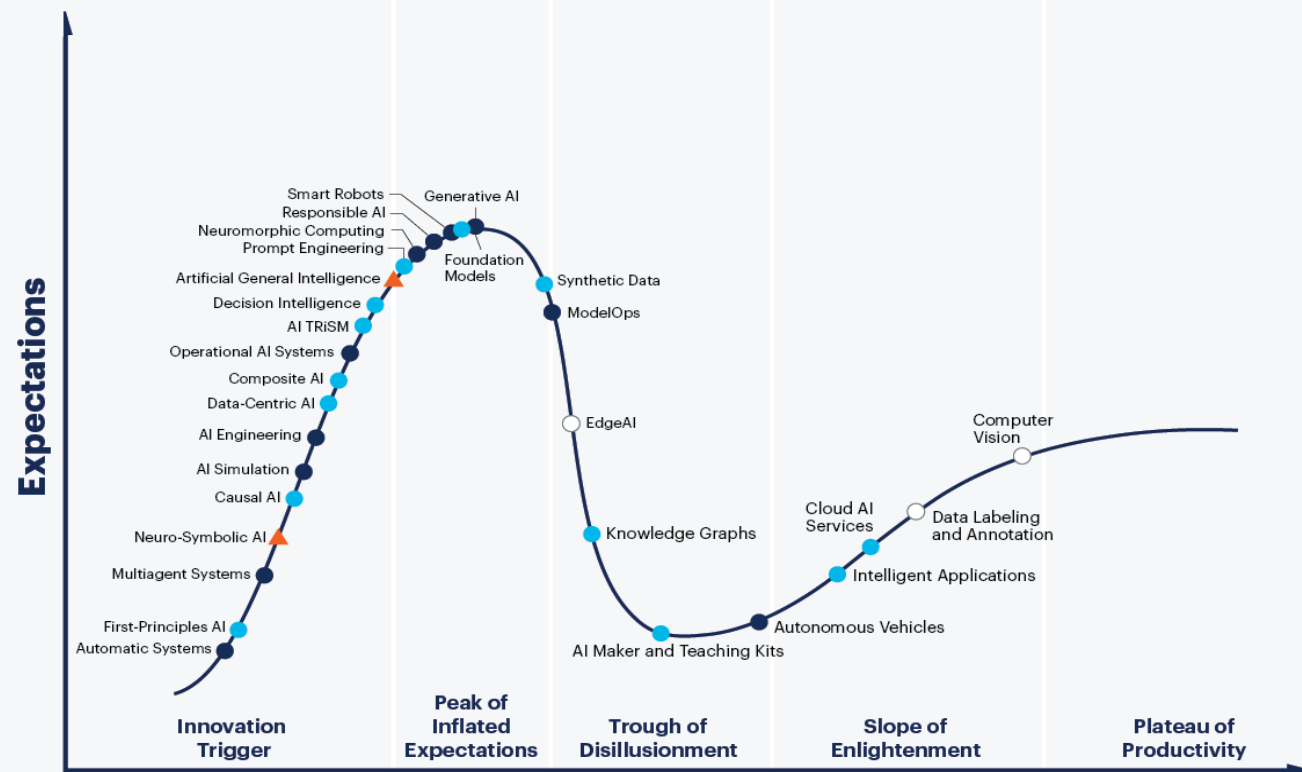 Smart Robots
Generative AI
Responsible AI
Neuromorphic Computing
Prompt Engineering
Foundation
Models
Artificial General Intelligence
Synthetic Data
Decision Intelligence
ModelOps
AI TRiSM
Operational AI Systems
Composite AI
Data-Centric AI
EdgeAI
Computer
Vision
AI Engineering
AI Simulation
Causal AI
Cloud AI
Services
Data Labeling
and Annotation
Neuro-Symbolic AI
Knowledge Graphs
Multiagent Systems
Intelligent Applications
First-Principles AI
Autonomous Vehicles
Automatic Systems
AI Maker and Teaching Kits
Expectations
Innovation
Trigger
Peak of
Inflated
Expectations
Trough of
Disillusionment
Slope of
Enlightenment
Plateau of
Productivity